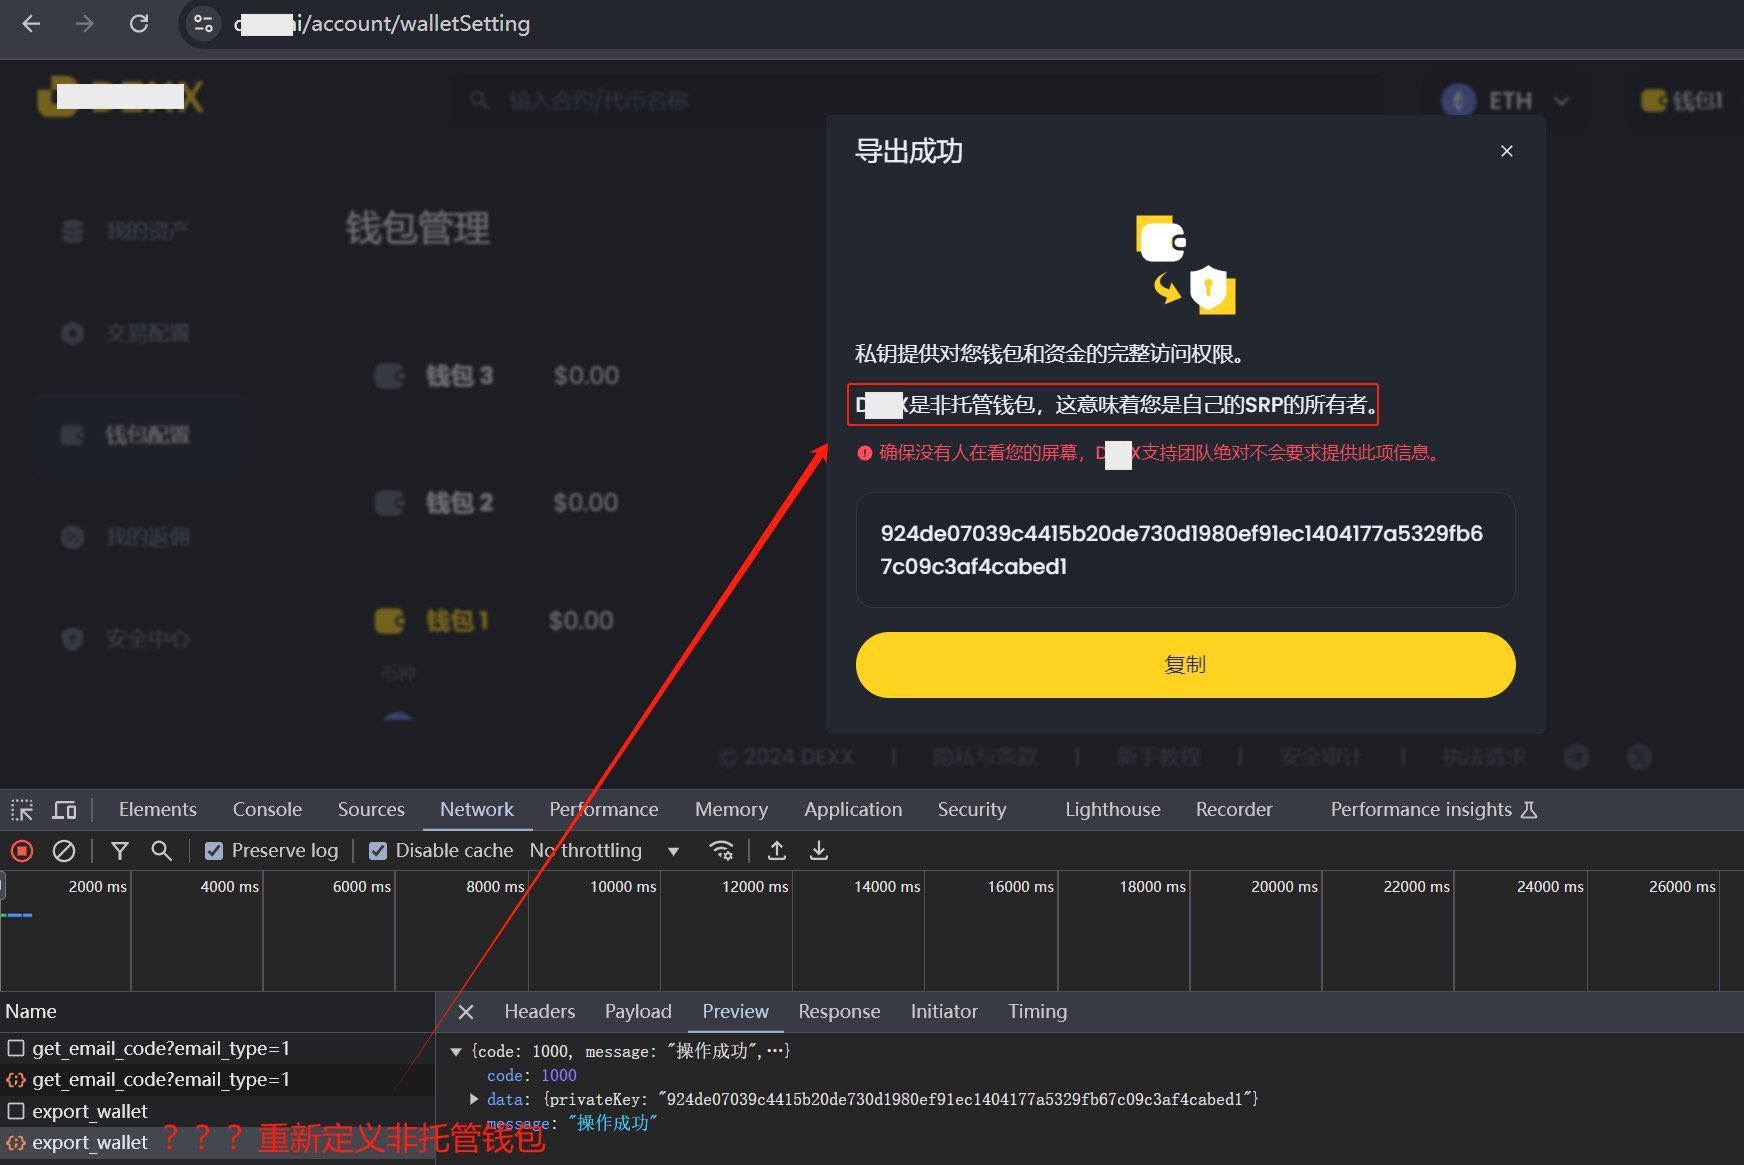 i/account/walletSetting
DEXX
输入合约/代币名称
ETH
钱包1
导出成功
我的资产
钱包管理
交易配置
钱包 3 $0.00
私钥提供对您钱包和资金的完整访问权限。
D X是非托管钱包，这意味着您是自己的SRP的所有者。
钱包配置
确保没有人在看您的屏幕，D X支持团队绝对不会要求提供此项信息。
钱包 2 $0.00
我的返佣
924de07039c4415b20de730d1980ef91ec1404177a5329fb6
7c09c3af4cabed1
钱包 1 $0.00
安全中心
币种
复制
© 2024 DEXX | 隐私与条款 | 新手教程 | 安全审计 | 执法请求
Elements Console Sources Network Performance Memory Application Security Lighthouse Recorder Performance insights
Preserve log Disable cache No throttling
2000 ms 4000 ms 6000 ms 8000 ms 10000 ms 12000 ms 14000 ms 16000 ms 18000 ms 20000 ms 22000 ms 24000 ms 26000 ms
Name
Headers Payload Preview Response Initiator Timing
get_email_code?email_type=1
get_email_code?email_type=1
export_wallet
export_wallet
？？？重新定义非托管钱包
{code: 1000, message: "操作成功",…}
code: 1000
data: {privateKey: "924de07039c4415b20de730d1980ef91ec1404177a5329fb67c09c3af4cabed1"}
message: "操作成功"